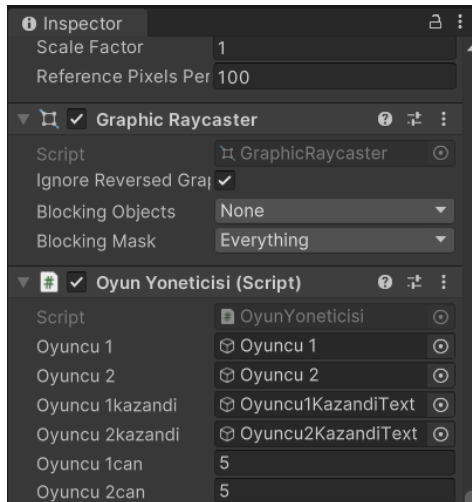 Inspector
Scale Factor 1
Reference Pixels Per 100
Graphic Raycaster
Script GraphicRaycaster
Ignore Reversed Grap
Blocking Objects None
Blocking Mask Everything
# Oyun Yoneticisi (Script)
Script # OyunYoneticisi
Oyuncu 1 Oyuncu 1
Oyuncu 2 Oyuncu 2
Oyuncu 1kazandi Oyuncu1KazandiText
Oyuncu 2kazandi Oyuncu2KazandiText
Oyuncu 1can 5
Oyuncu 2can 5